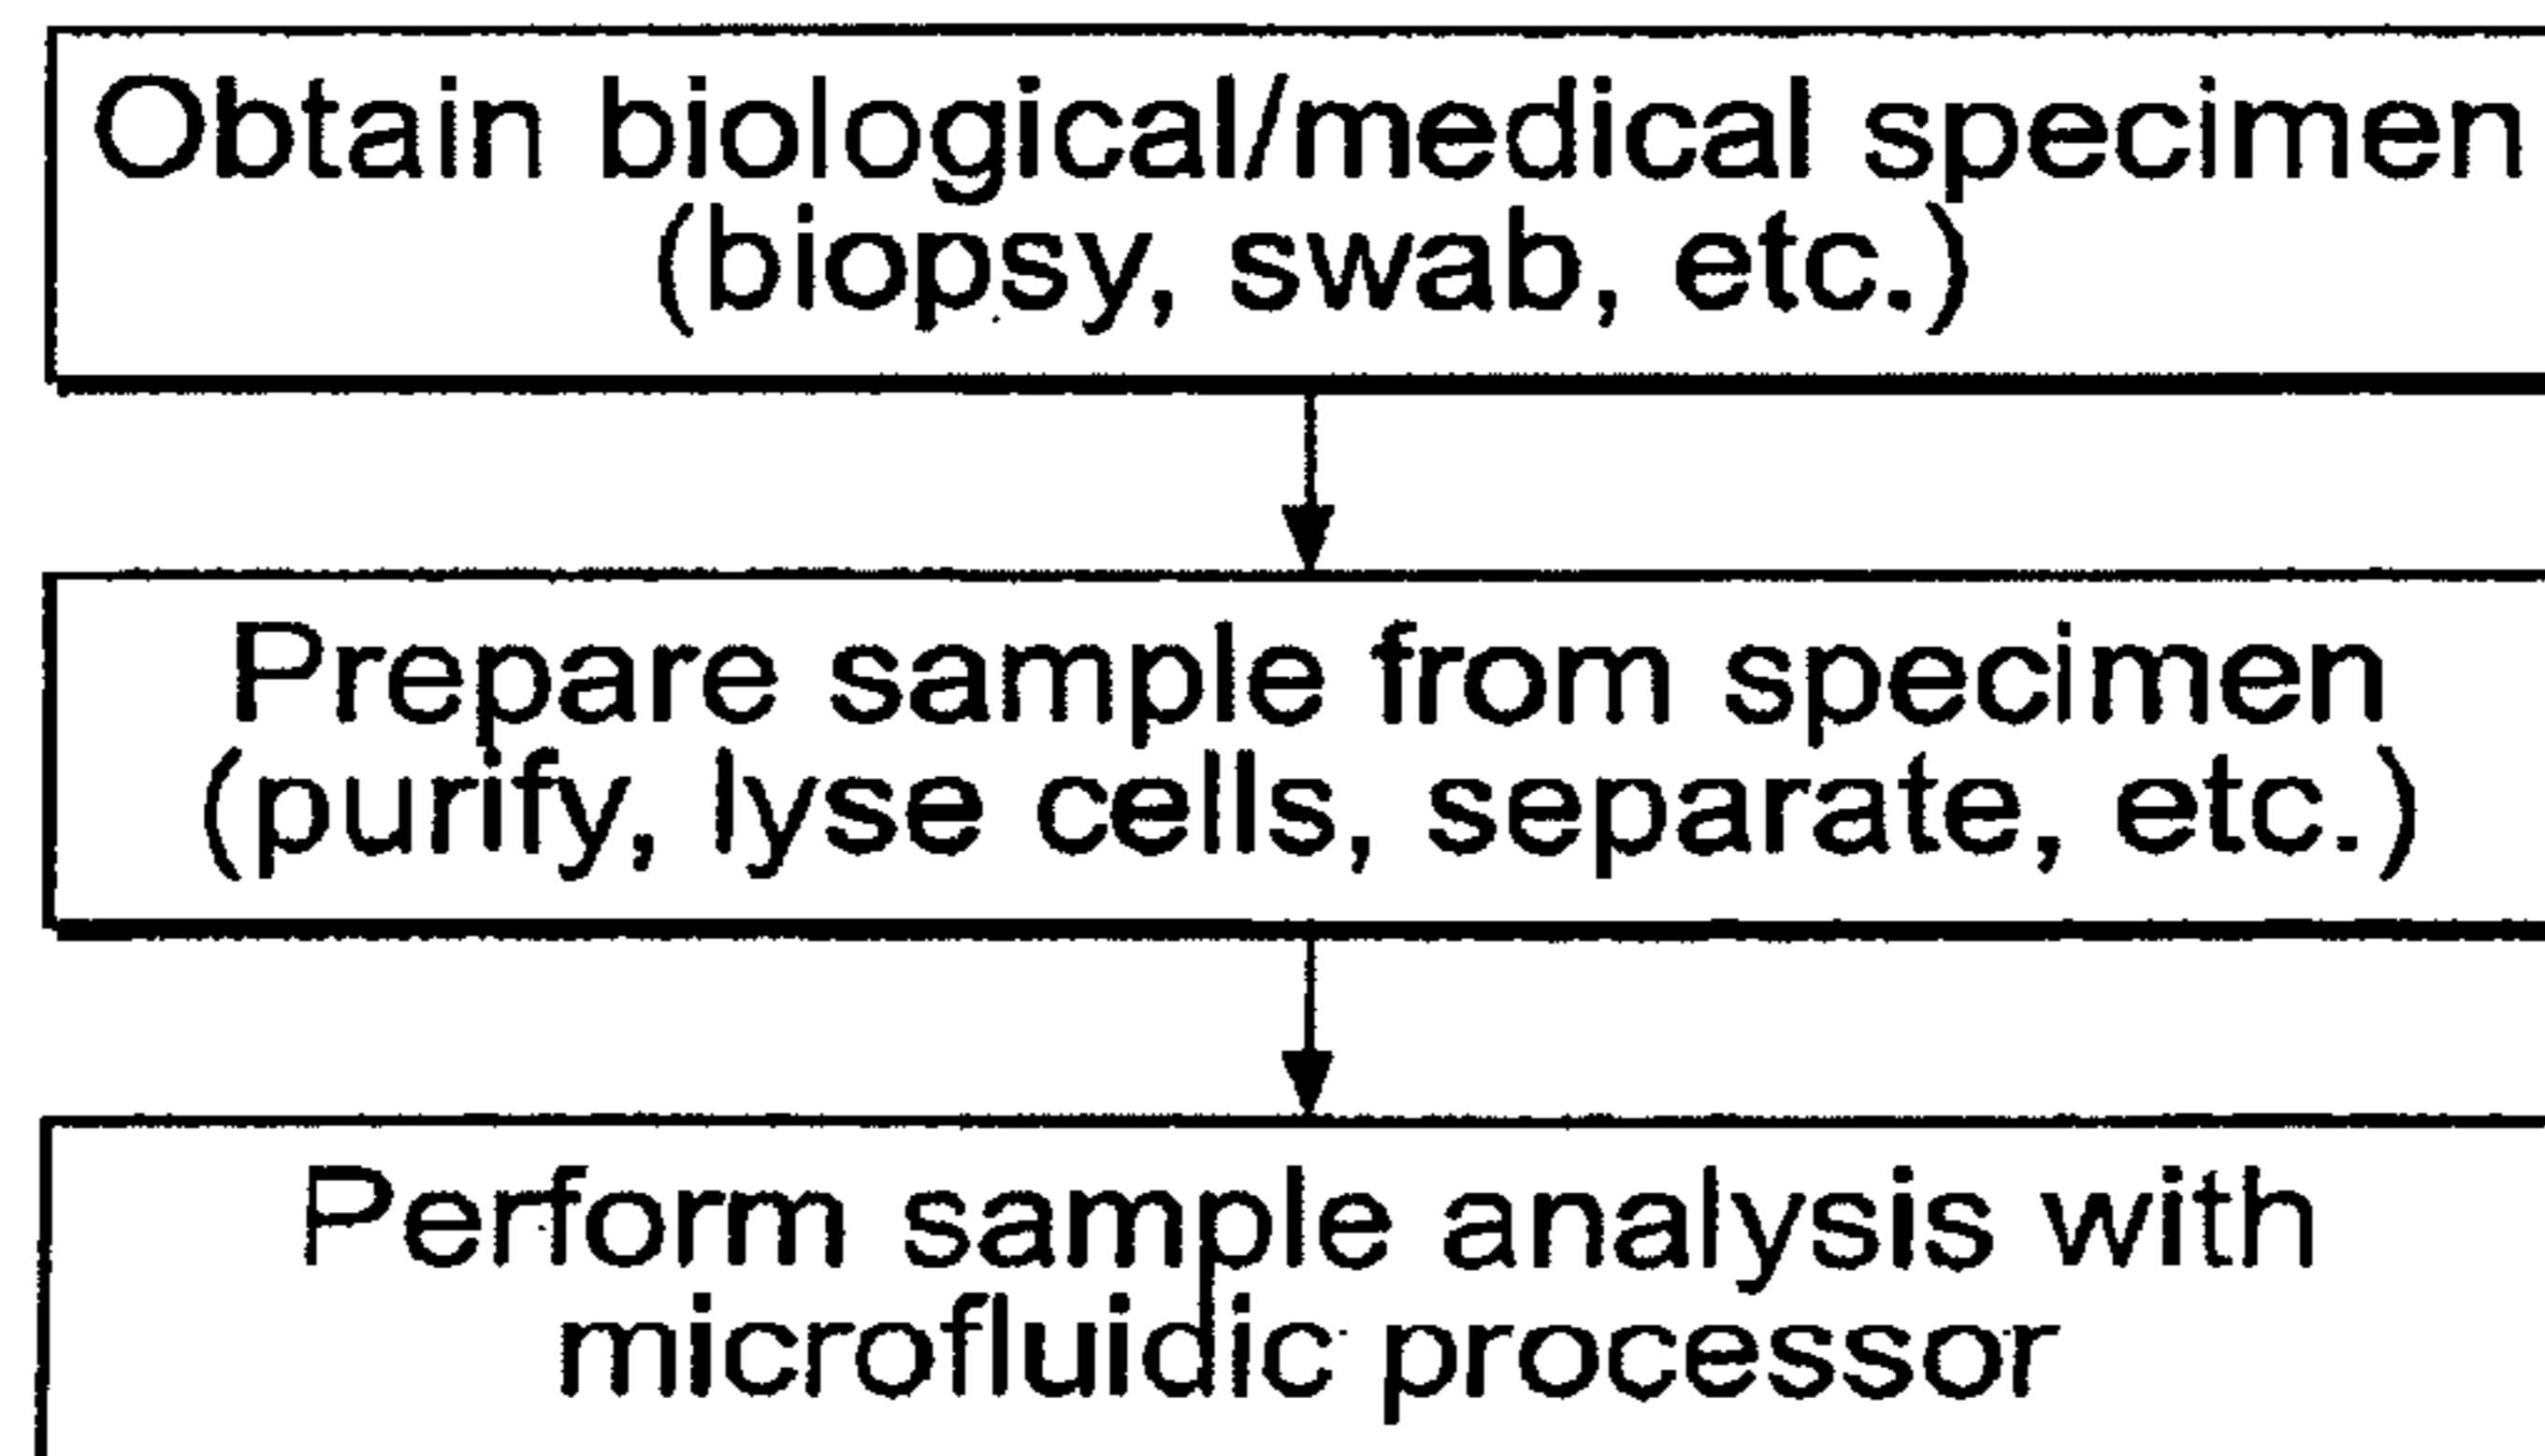 Obtain biological/medical specimen
(biopsy, swab, etc.)
Prepare sample from specimen
(purify, lyse cells, separate, etc.)
Perform sample analysis with
microfluidic processor